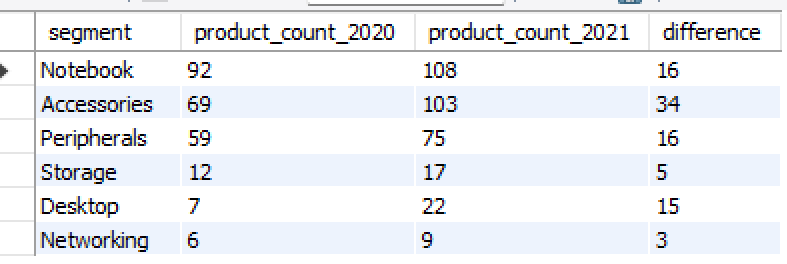 segment product_count_2020 product_count_2021 difference
Notebook 92 108 16
Accessories 69 103 34
Peripherals 59 75 16
Storage 12 17 5
Desktop 7 22 15
Networking 6 9 3